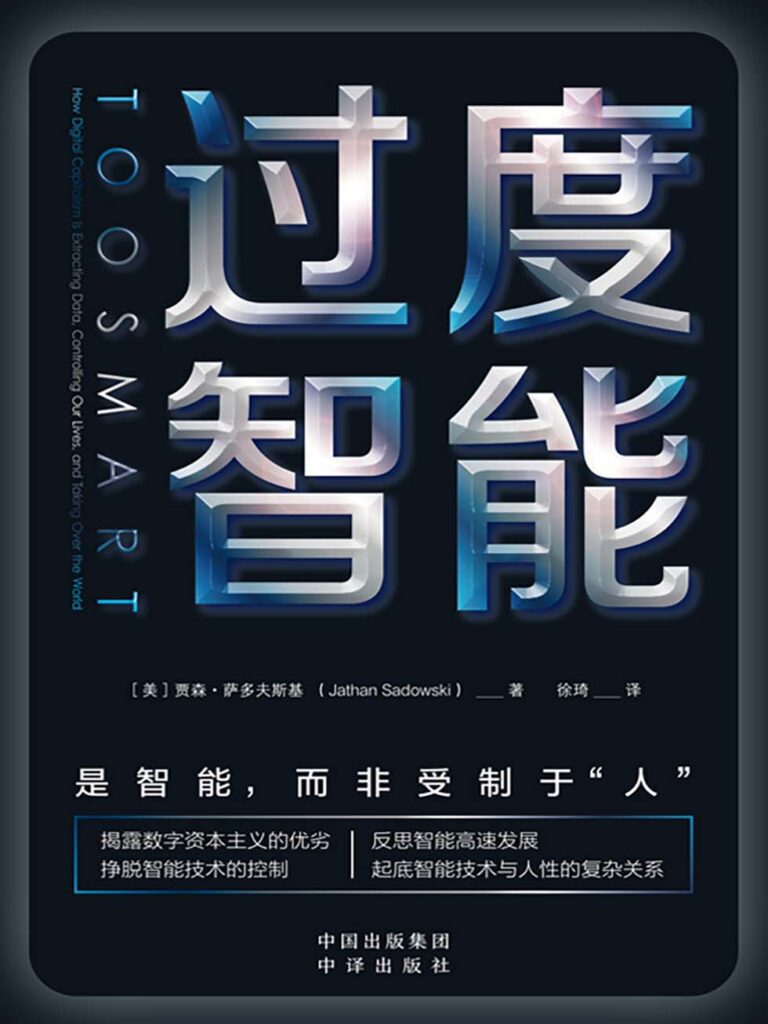 过度
智能
TOO SMART
How Digital Capitalism Is Extracting Data, Controlling Our Lives, and Taking Over the World
［美］贾森·萨多夫斯基 （Jathan Sadowski） ___ 著 徐琦 ___ 译
是智能，而非受制于“人”
揭露数字资本主义的优劣
挣脱智能技术的控制
反思智能高速发展
起底智能技术与人性的复杂关系
中国出版集团
中译出版社